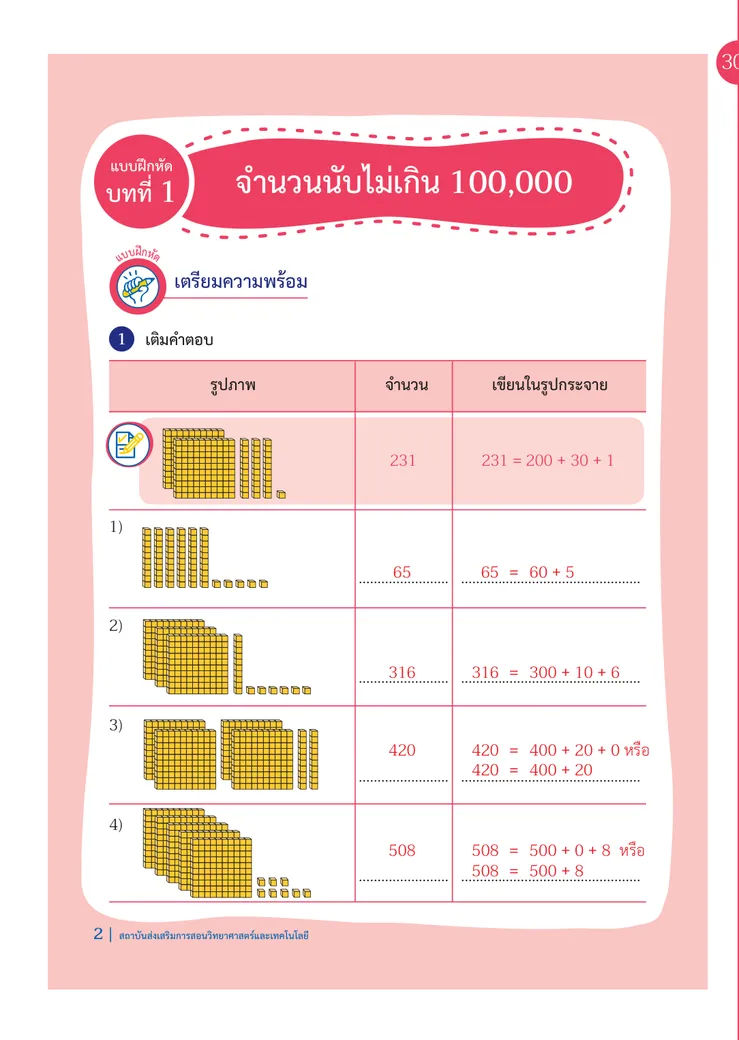 30
แบบฝึกหัด
บทที่ 1
จำนวนนับไม่เกิน 100,000
แบบฝึกหัด
เตรียมความพร้อม
1 เติมคำตอบ
รูปภาพ จำนวน เขียนในรูปกระจาย
231 231 = 200 + 30 + 1
1)
65 65 = 60 + 5
2)
316 316 = 300 + 10 + 6
3)
420 420 = 400 + 20 + 0 หรือ
420 = 400 + 20
4)
508 508 = 500 + 0 + 8 หรือ
508 = 500 + 8
2 | สถาบันส่งเสริมการสอนวิทยาศาสตร์และเทคโนโลยี